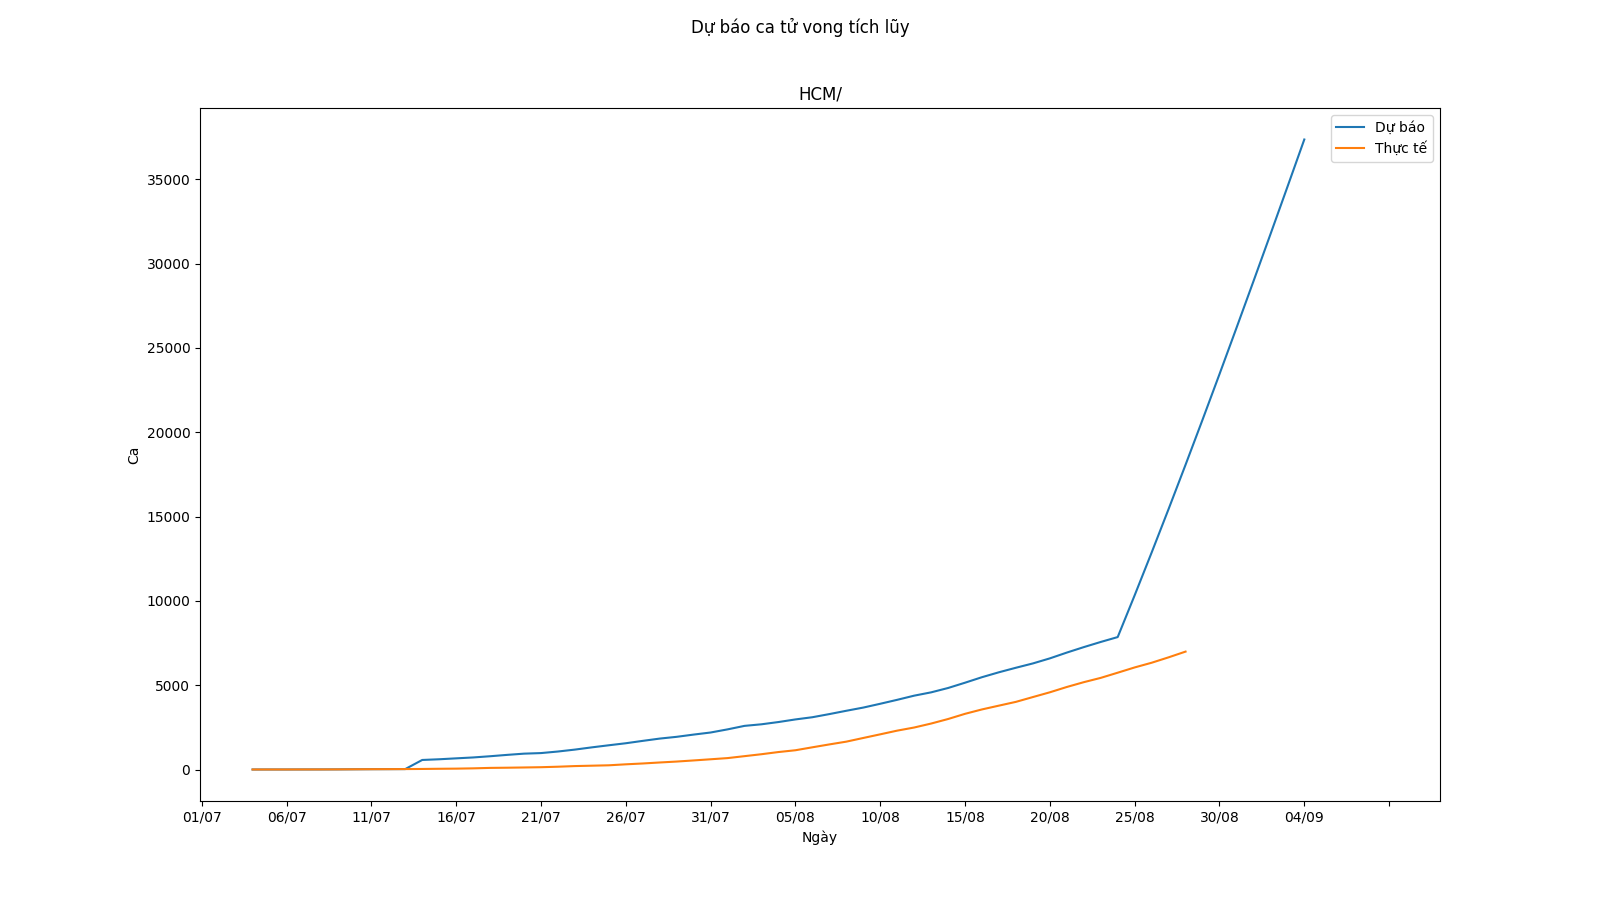 Dự báo ca tử vong tích lũy
HCM/
Dự báo
Thực tế
Ca
35000
30000
25000
20000
15000
10000
5000
0
01/07 06/07 11/07 16/07 21/07 26/07 31/07 05/08 10/08 15/08 20/08 25/08 30/08 04/09
Ngày